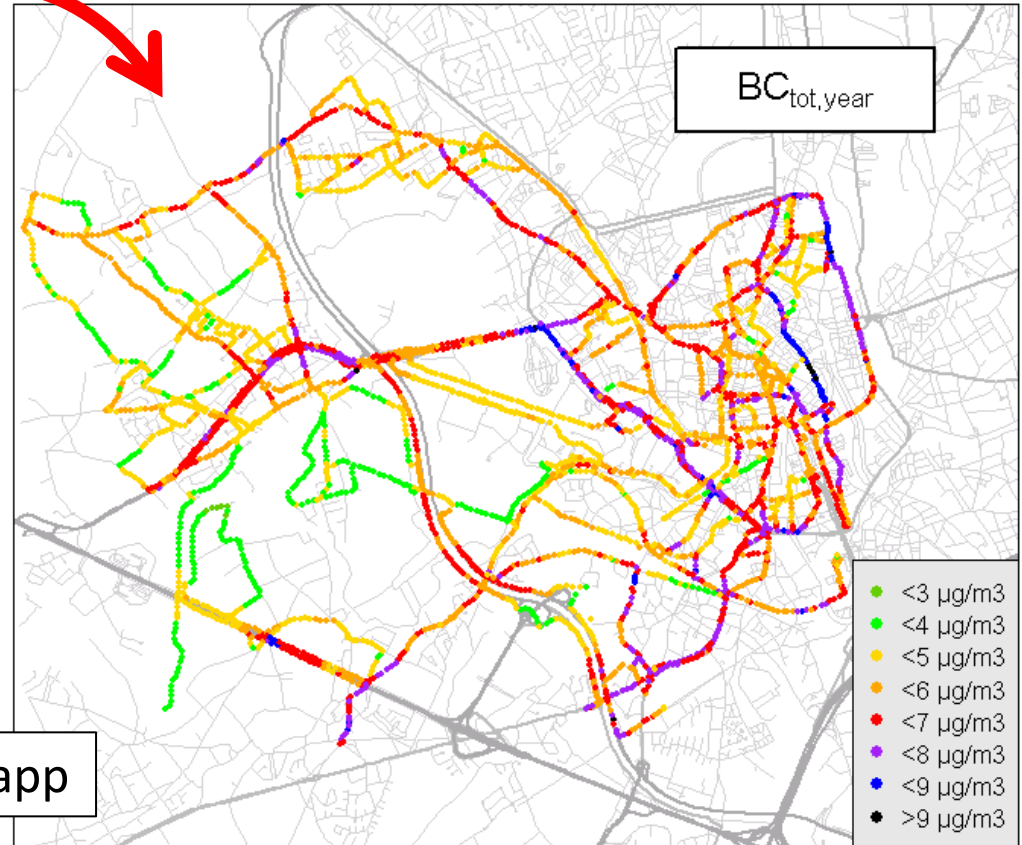 BCtot,year
<3 µg/m3
<4 µg/m3
<5 µg/m3
<6 µg/m3
<7 µg/m3
<8 µg/m3
<9 µg/m3
>9 µg/m3
app